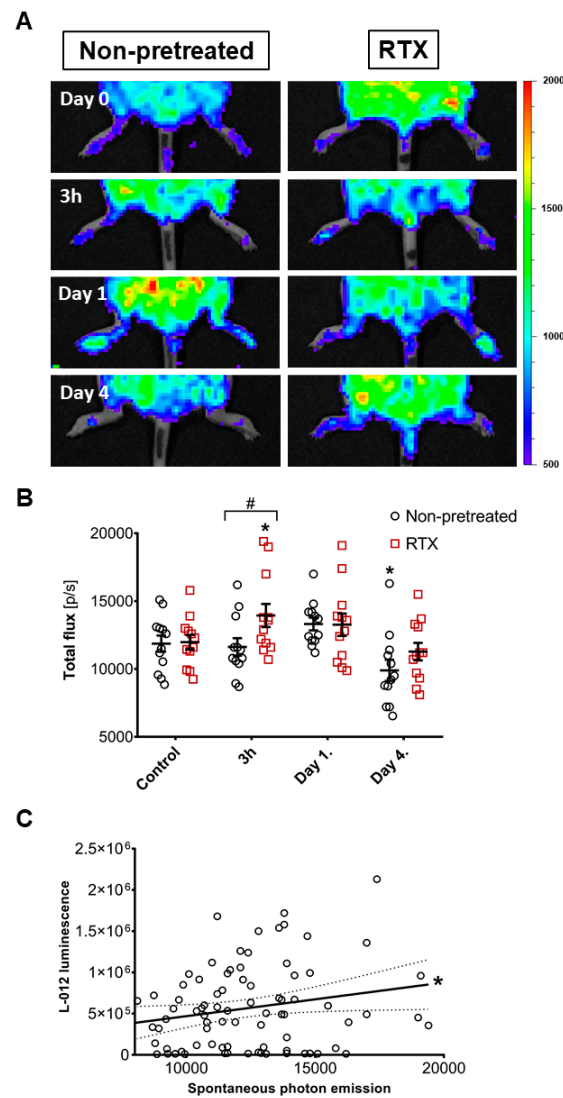 A
Non-pretreated
RTX
Day 0
3h
Day 1
Day 4
2000
1500
1000
500
B
#
*
*
Non-pretreated
RTX
Total flux [p/s]
20000
15000
10000
5000
Control
3h
Day 1.
Day 4.
C
L-012 luminescence
2.5×10⁶
2×10⁶
1.5×10⁶
1×10⁶
5×10⁵
0
*
10000
15000
20000
Spontaneous photon emission